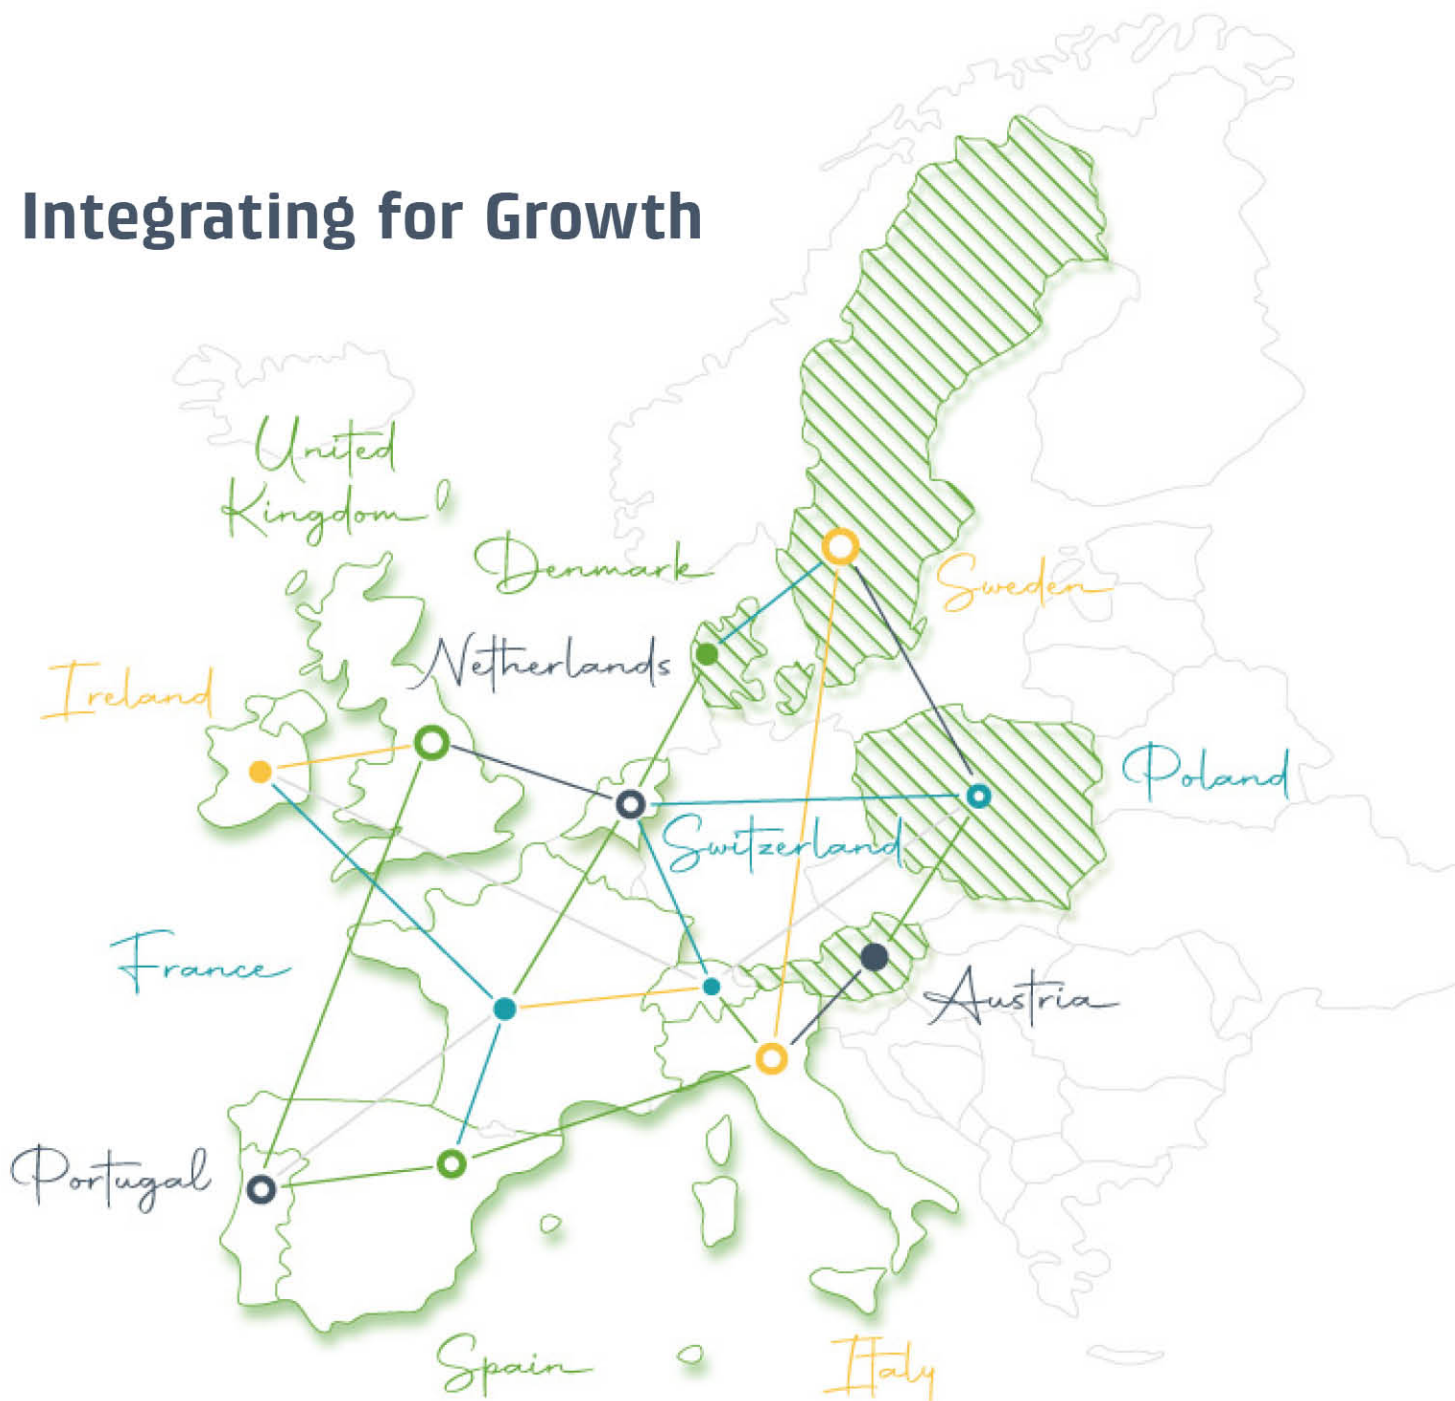 Integrating for Growth
United
Kingdom
Denmark
Sweden
Netherlands
Ireland
Poland
Switzerland
France
Austria
Portugal
Spain
Italy